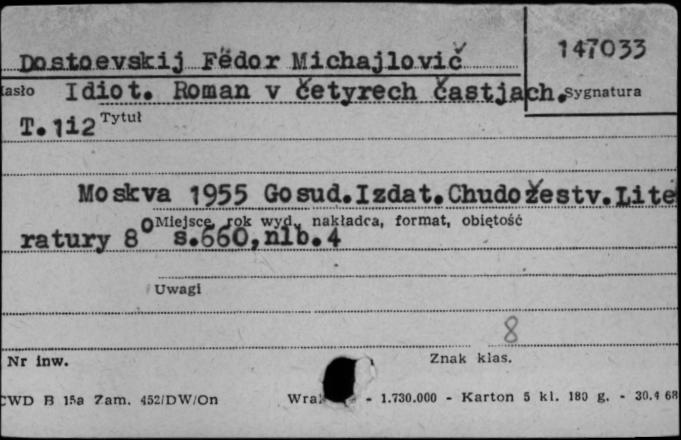 Dostoevskij Fëdor Michajlovič
147033
asło Idiot. Roman v četyrech častjach. Sygnatura
T.1i2 Tytuł
Moskva 1955 Gosud.Izdat.Chudožestv.Lite
Miejsce, rok wyd., nakładca, format, objętość
ratury 8° s.660,nlb.4
Uwagi
8
Nr inw.
Znak klas.
CWD B 15a Zam. 452/DW/On - 1.730.000 - Karton 5 kl. 180 g. - 30.4 68